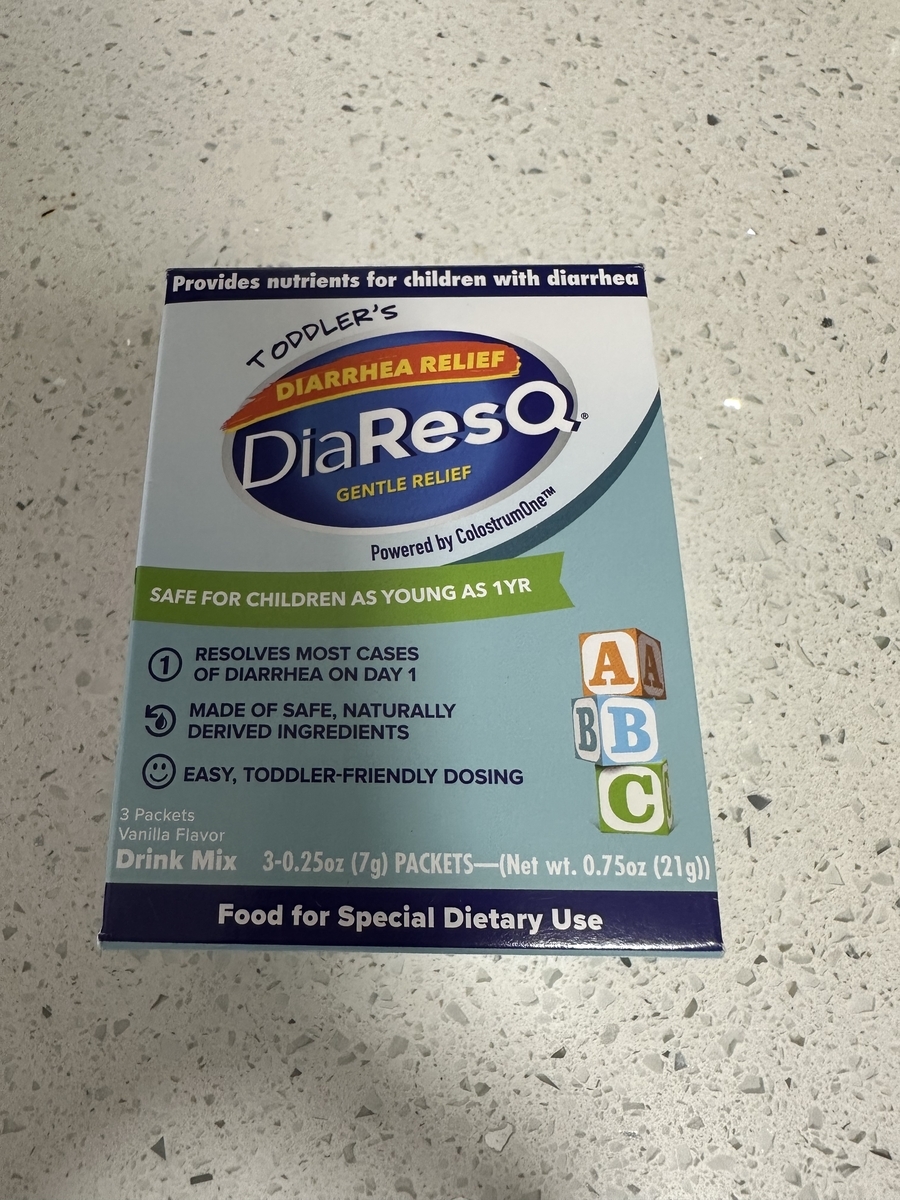 Provides nutrients for children with diarrhea
TODDLER'S
DIARRHEA RELIEF
DiaResQ®
GENTLE RELIEF
Powered by ColostrumOne™
SAFE FOR CHILDREN AS YOUNG AS 1YR
1 RESOLVES MOST CASES
OF DIARRHEA ON DAY 1
MADE OF SAFE, NATURALLY
DERIVED INGREDIENTS
EASY, TODDLER-FRIENDLY DOSING
A A
B B
C C
3 Packets
Vanilla Flavor
Drink Mix 3-0.25oz (7g) PACKETS—(Net wt. 0.75oz (21g))
Food for Special Dietary Use